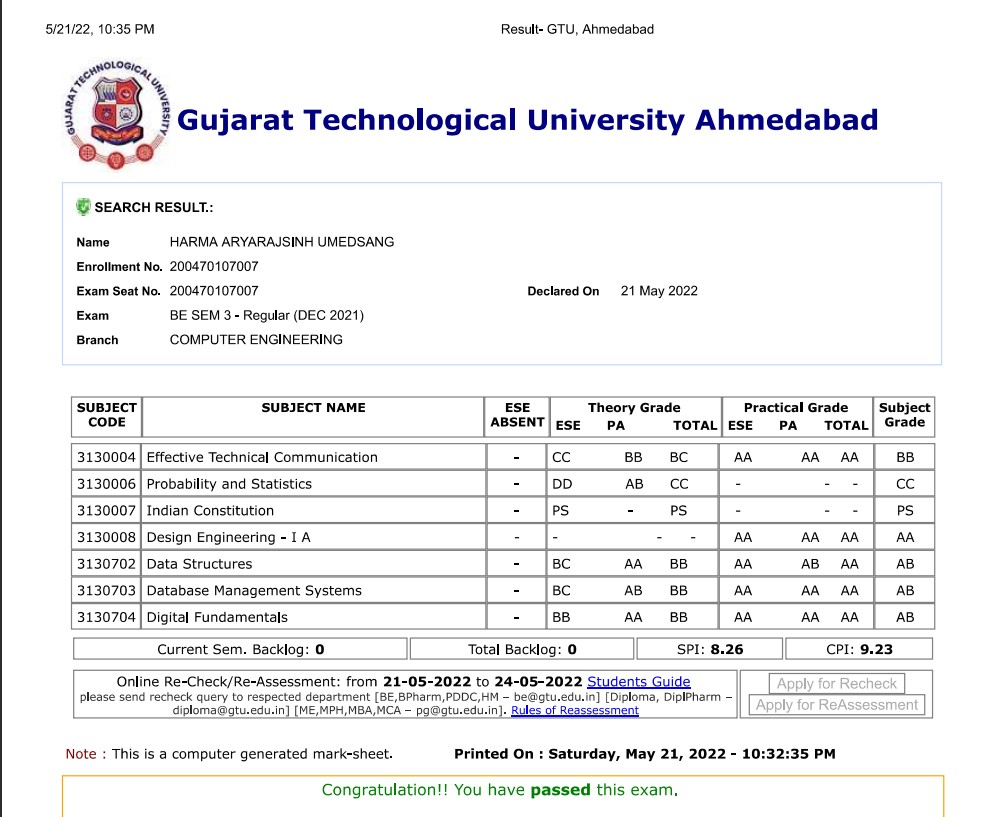 5/21/22, 10:35 PM Result- GTU, Ahmedabad
GUJARAT TECHNOLOGICAL UNIVERSITY
Gujarat Technological University Ahmedabad
SEARCH RESULT.:
Name HARMA ARYARAJSINH UMEDSANG
Enrollment No. 200470107007
Exam Seat No. 200470107007 Declared On 21 May 2022
Exam BE SEM 3 - Regular (DEC 2021)
Branch COMPUTER ENGINEERING
SUBJECT CODE SUBJECT NAME ESE ABSENT Theory Grade Practical Grade Subject Grade
ESE PA TOTAL ESE PA TOTAL
3130004 Effective Technical Communication - CC BB BC AA AA AA BB
3130006 Probability and Statistics - DD AB CC - - - CC
3130007 Indian Constitution - PS - PS - - - PS
3130008 Design Engineering - I A - - - - AA AA AA AA
3130702 Data Structures - BC AA BB AA AB AA AB
3130703 Database Management Systems - BC AB BB AA AA AA AB
3130704 Digital Fundamentals - BB AA BB AA AA AA AB
Current Sem. Backlog: 0 Total Backlog: 0 SPI: 8.26 CPI: 9.23
Online Re-Check/Re-Assessment: from 21-05-2022 to 24-05-2022 Students Guide
please send recheck query to respected department [BE,BPharm,PDDC,HM – be@gtu.edu.in] [Diploma, DiplPharm –
diploma@gtu.edu.in] [ME,MPH,MBA,MCA – pg@gtu.edu.in]. Rules of Reassessment
Apply for Recheck
Apply for ReAssessment
Note : This is a computer generated mark-sheet. Printed On : Saturday, May 21, 2022 - 10:32:35 PM
Congratulation!! You have passed this exam.